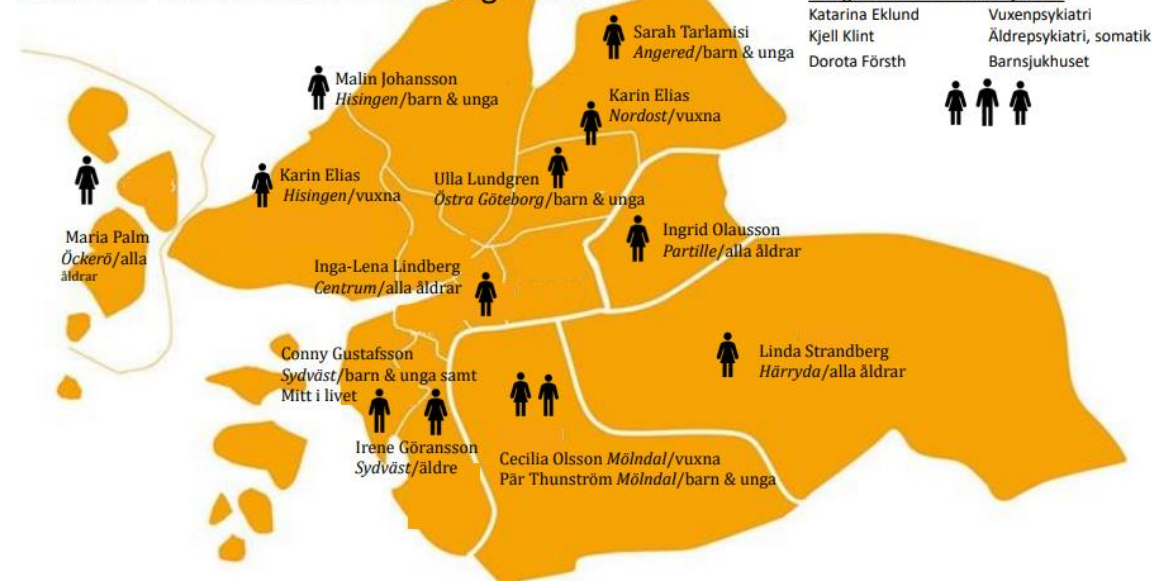 Katarina Eklund Vuxenpsykiatri
Kjell Klint Äldrepsykiatri, somatik
Dorota Försth Barnsjukhuset
Sarah Tarlamisi
Angered/barn & unga
Malin Johansson
Hisingen/barn & unga
Karin Elias
Nordost/vuxna
Karin Elias
Hisingen/vuxna
Ulla Lundgren
Östra Göteborg/barn & unga
Maria Palm
Öckerö/alla
åldrar
Ingrid Olausson
Partille/alla åldrar
Inga-Lena Lindberg
Centrum/alla åldrar
Conny Gustafsson
Sydväst/barn & unga samt
Mitt i livet
Linda Strandberg
Härryda/alla åldrar
Irene Göransson
Sydväst/äldre
Cecilia Olsson Mölndal/vuxna
Pär Thunström Mölndal/barn & unga